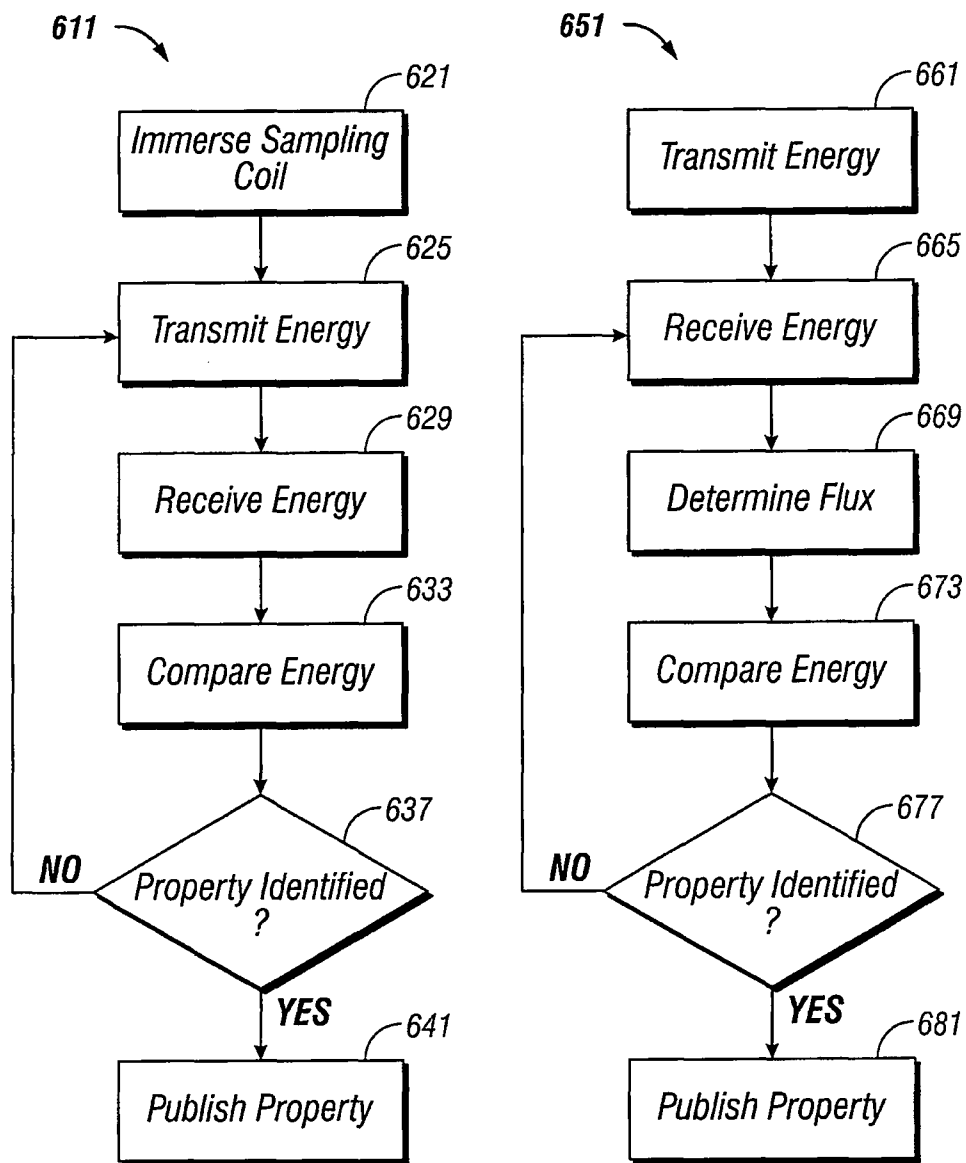 611
621
Immerse Sampling
Coil
625
Transmit Energy
629
Receive Energy
633
Compare Energy
637
NO
Property Identified
?
YES
641
Publish Property
651
661
Transmit Energy
665
Receive Energy
669
Determine Flux
673
Compare Energy
677
NO
Property Identified
?
YES
681
Publish Property